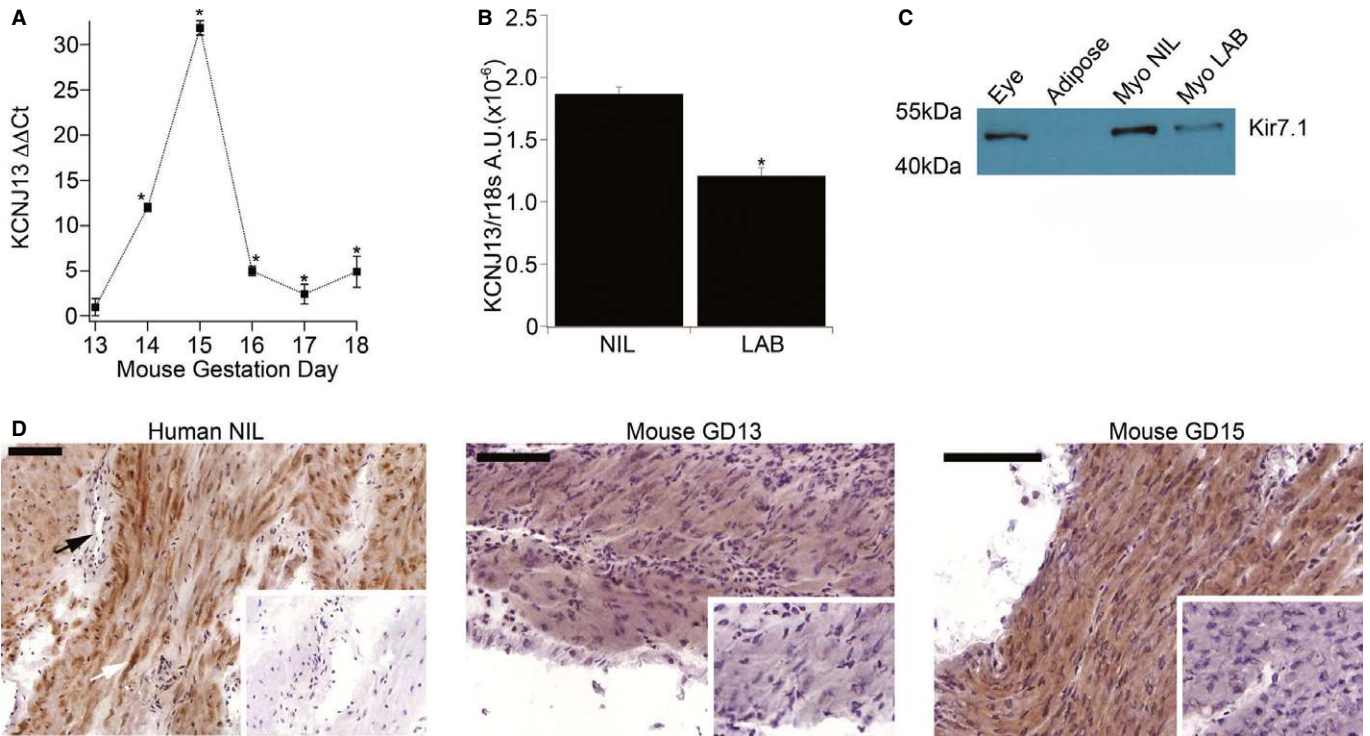 A
KCNJ13 ΔΔCt
30
25
20
15
10
5
0
*
*
*
*
*
13 14 15 16 17 18
Mouse Gestation Day
B
KCNJ13/r18s A.U.(x10-6)
2.5
2.0
1.5
1.0
0.5
0
*
NIL LAB
C
Eye Adipose Myo NIL Myo LAB
55kDa
40kDa
Kir7.1
D
Human NIL
Mouse GD13
Mouse GD15